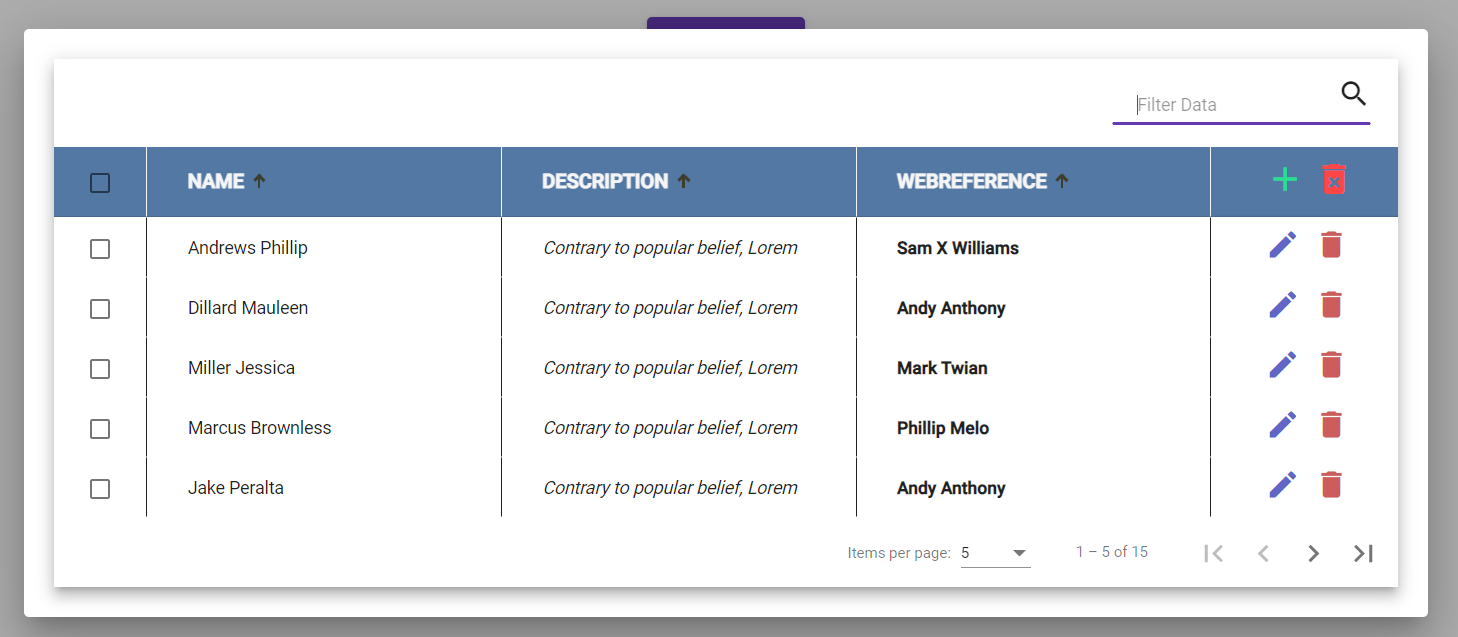 Filter Data
NAME DESCRIPTION WEBREFERENCE
Andrews Phillip Contrary to popular belief, Lorem Sam X Williams
Dillard Mauleen Contrary to popular belief, Lorem Andy Anthony
Miller Jessica Contrary to popular belief, Lorem Mark Twian
Marcus Brownless Contrary to popular belief, Lorem Phillip Melo
Jake Peralta Contrary to popular belief, Lorem Andy Anthony
Items per page: 5 1 – 5 of 15